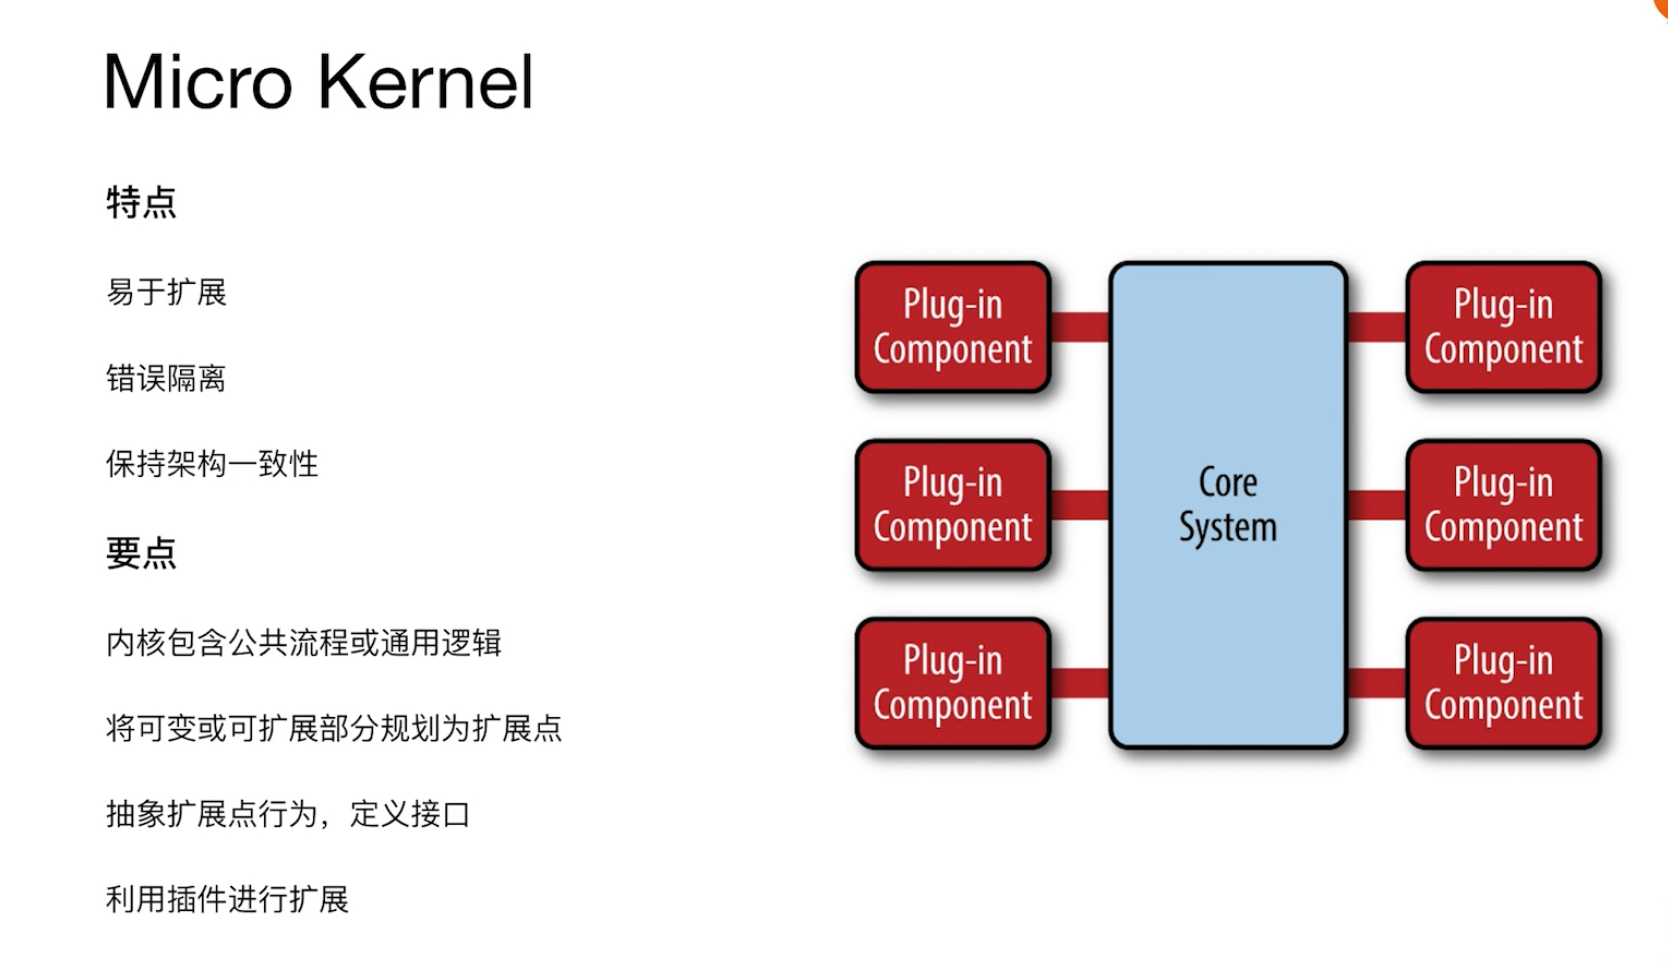 Micro Kernel
特点
易于扩展
错误隔离
保持架构一致性
要点
内核包含公共流程或通用逻辑
将可变或可扩展部分规划为扩展点
抽象扩展点行为，定义接口
利用插件进行扩展
Plug-in
Component
Plug-in
Component
Plug-in
Component
Core
System
Plug-in
Component
Plug-in
Component
Plug-in
Component